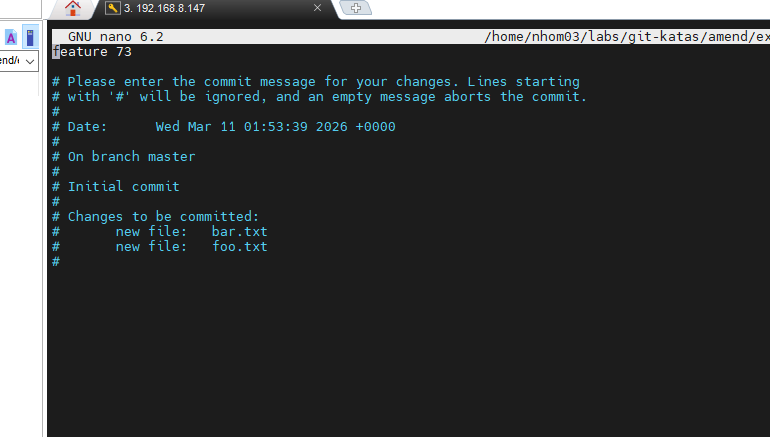 3. 192.168.8.147
A
end/e
GNU nano 6.2 /home/nhom03/labs/git-katas/amend/ex
feature 73
# Please enter the commit message for your changes. Lines starting
# with '#' will be ignored, and an empty message aborts the commit.
#
# Date:      Wed Mar 11 01:53:39 2026 +0000
#
# On branch master
#
# Initial commit
#
# Changes to be committed:
#       new file:   bar.txt
#       new file:   foo.txt
#